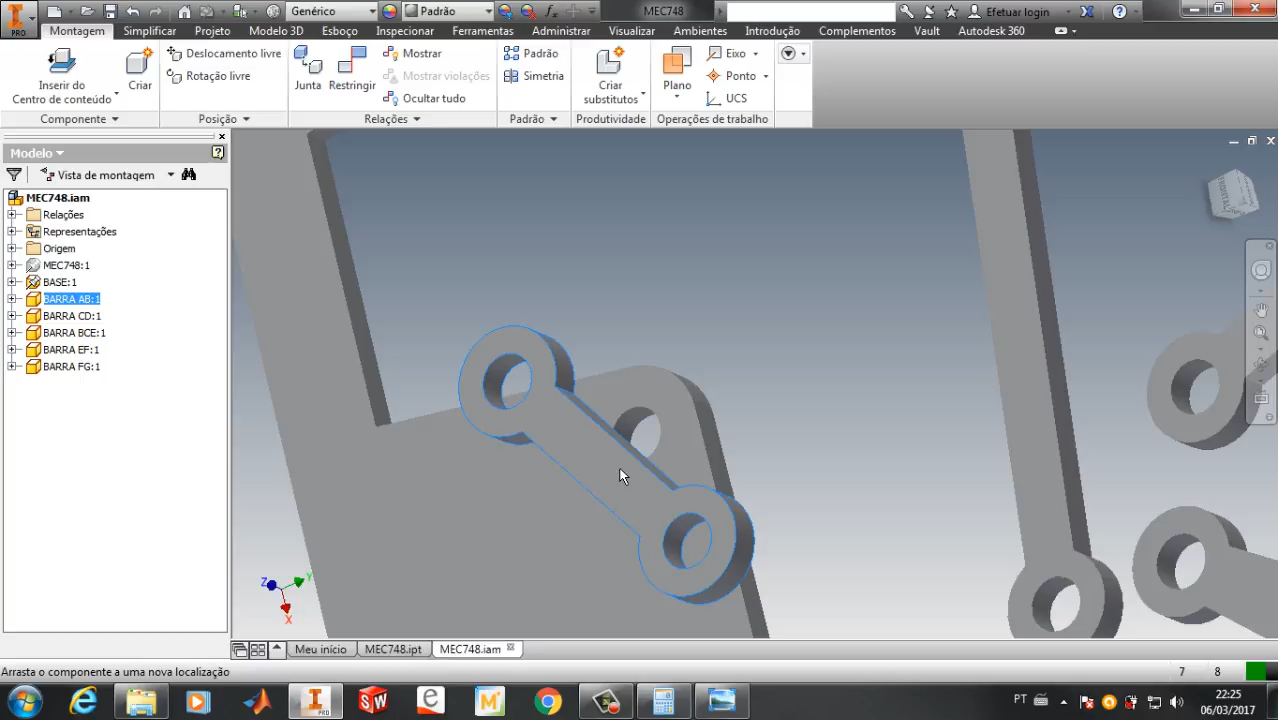 Genérico
Padrão
MEC748
Efetuar login
PRO
Montagem Simplificar Projeto Modelo 3D Esboço Inspecionar Ferramentas Administrar Visualizar Ambientes Introdução Complementos Vault Autodesk 360
Inserir do
Centro de conteúdo
Criar
Deslocamento livre
Rotação livre
Junta
Restringir
Mostrar
Mostrar violações
Ocultar tudo
Padrão
Simetria
Criar
substitutos
Plano
Eixo
Ponto
UCS
Componente
Posição
Relações
Padrão
Produtividade
Operações de trabalho
Modelo
Vista de montagem
MEC748.iam
Relações
Representações
Origem
MEC748:1
BASE:1
BARRA AB:1
BARRA CD:1
BARRA BCE:1
BARRA EF:1
BARRA FG:1
FRONTAL
Z
Y
X
Meu início
MEC748.ipt
MEC748.iam
Arrasta o componente a uma nova localização
7 8
PRO
SW
PT
22:25
06/03/2017